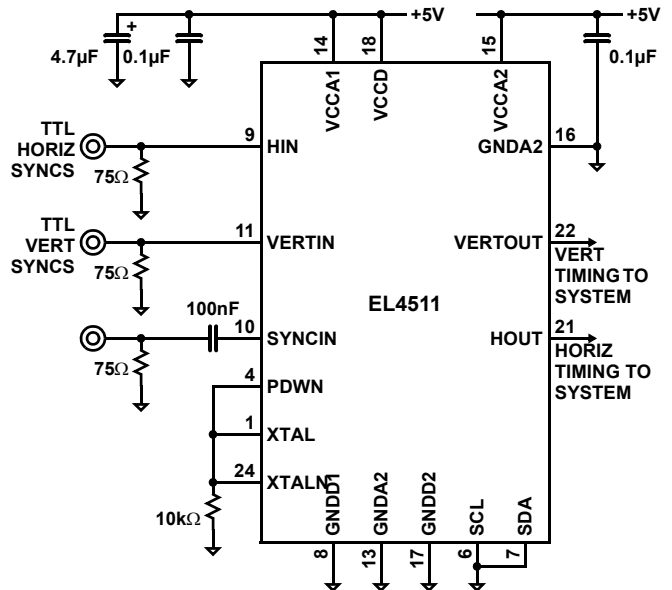 +5V
+5V
14
18
15
+
4.7µF
0.1µF
0.1µF
VCCA1
VCCD
VCCA2
TTL
HORIZ
SYNCS
9
HIN
GNDA2
16
75Ω
TTL
VERT
SYNCS
11
VERTIN
VERTOUT
22
VERT
TIMING TO
SYSTEM
75Ω
EL4511
100nF
10
SYNCIN
HOUT
21
HORIZ
TIMING TO
SYSTEM
75Ω
4
PDWN
1
XTAL
24
XTALN
10kΩ
GNDD1
GNDA2
GNDD2
SCL
SDA
8
13
17
6
7